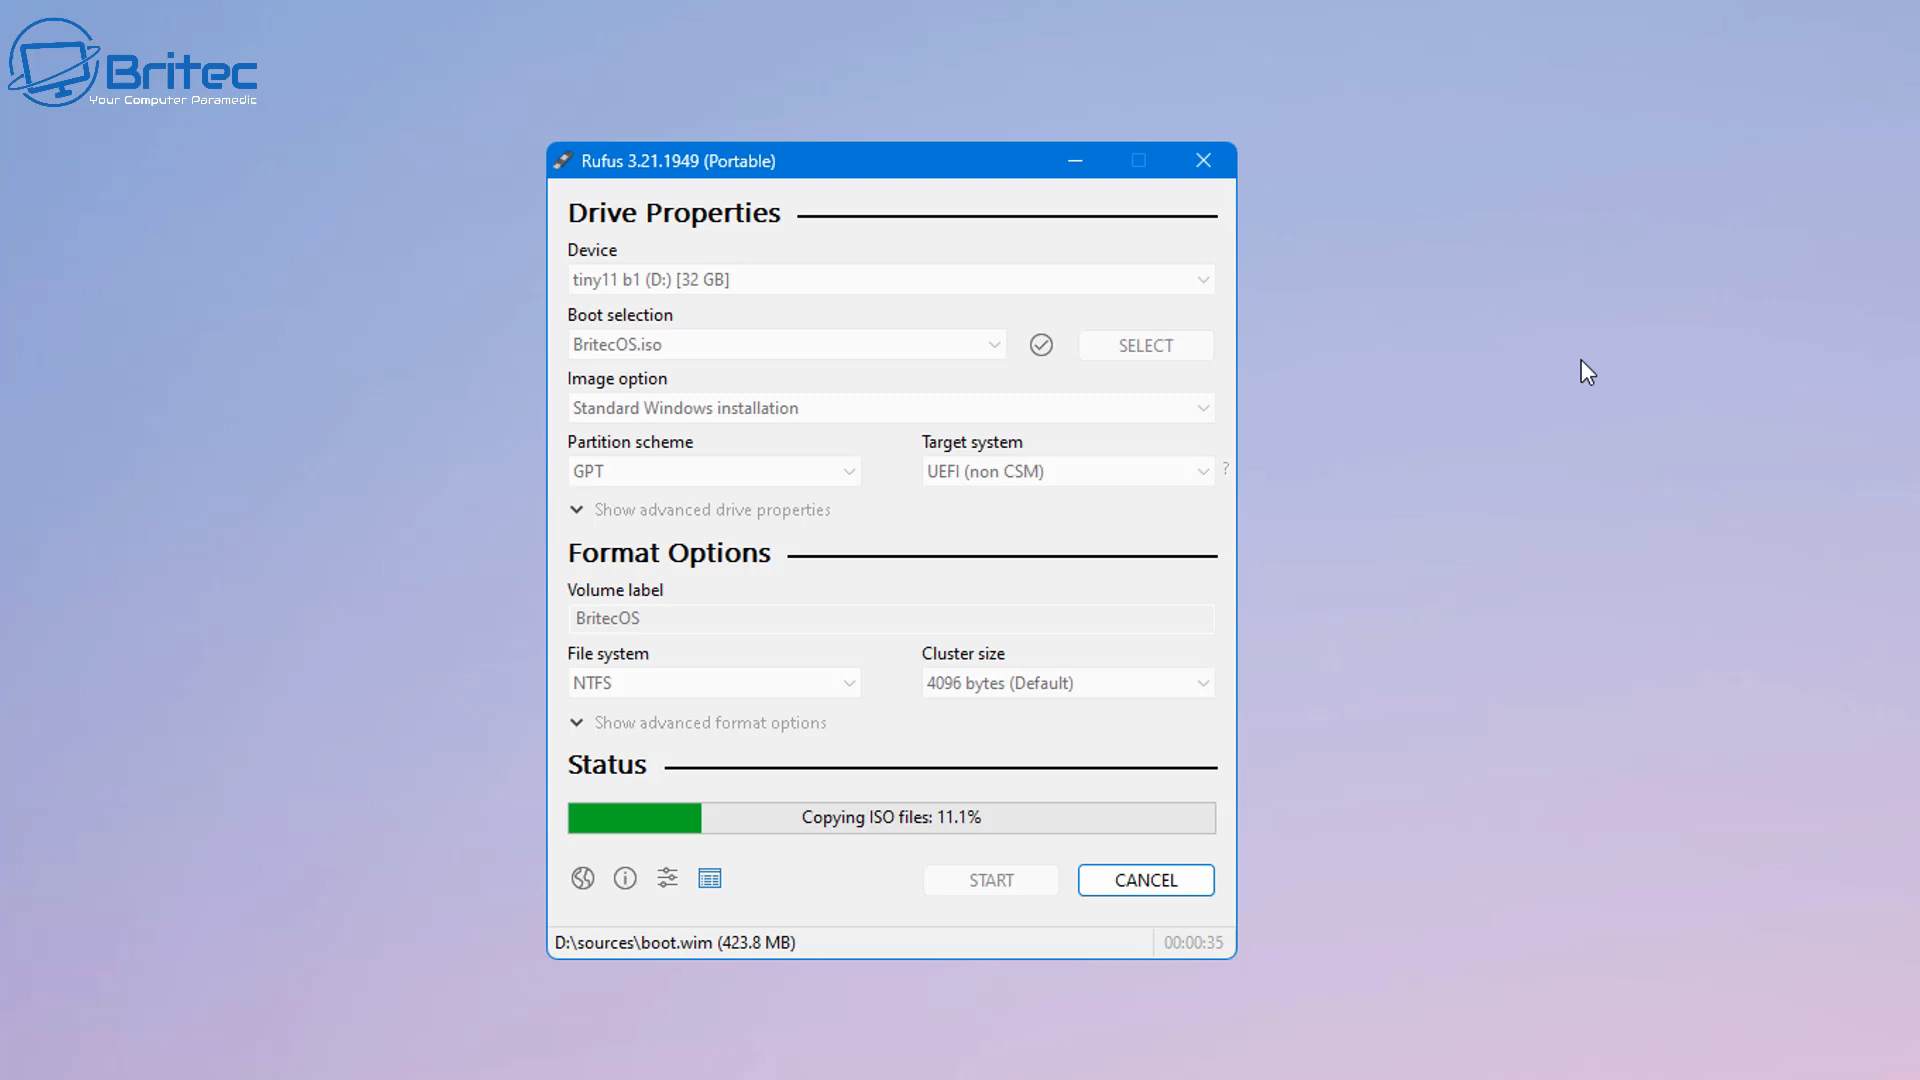 Britec
Your Computer Paramedic
Rufus 3.21.1949 (Portable)
Drive Properties
Device
tiny11 b1 (D:) [32 GB]
Boot selection
BritecOS.iso
SELECT
Image option
Standard Windows installation
Partition scheme
Target system
GPT
UEFI (non CSM)
?
Show advanced drive properties
Format Options
Volume label
BritecOS
File system
Cluster size
NTFS
4096 bytes (Default)
Show advanced format options
Status
Copying ISO files: 11.1%
START
CANCEL
D:\sources\boot.wim (423.8 MB)
00:00:35